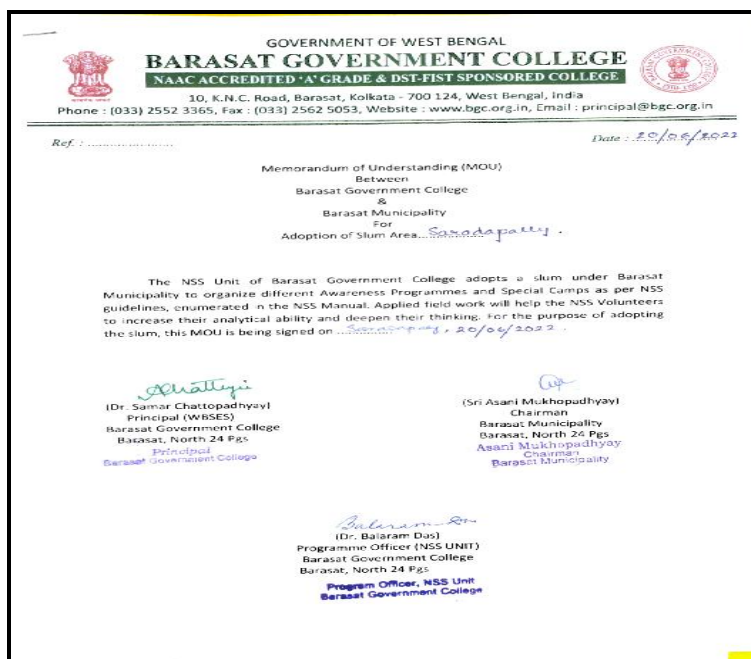 GOVERNMENT OF WEST BENGAL
BARASAT GOVERNMENT COLLEGE
NAAC ACCREDITED 'A' GRADE & DST-FIST SPONSORED COLLEGE
10, K.N.C. Road, Barasat, Kolkata - 700 124, West Bengal, India
Phone : (033) 2552 3365, Fax : (033) 2562 5053, Website : www.bgc.org.in, Email : principal@bgc.org.in
Ref. : ...................... Date : 20/06/2022
Memorandum of Understanding (MOU)
Between
Barasat Government College
&
Barasat Municipality
For
Adoption of Slum Area Saradapally.
The NSS Unit of Barasat Government College adopts a slum under Barasat
Municipality to organize different Awareness Programmes and Special Camps as per NSS
guidelines, enumerated in the NSS Manual. Applied field work will help the NSS Volunteers
to increase their analytical ability and deepen their thinking. For the purpose of adopting
the slum, this MOU is being signed on Saradapally, 20/06/2022.
(Dr. Samar Chattopadhyay)
Principal (WBSES)
Barasat Government College
Barasat, North 24 Pgs
Principal
Barasat Government College
(Sri Asani Mukhopadhyay)
Chairman
Barasat Municipality
Barasat, North 24 Pgs
Asani Mukhopadhyay
Chairman
Barasat Municipality
Balaram Das
(Dr. Balaram Das)
Programme Officer (NSS UNIT)
Barasat Government College
Barasat, North 24 Pgs
Program Officer, NSS Unit
Barasat Government College